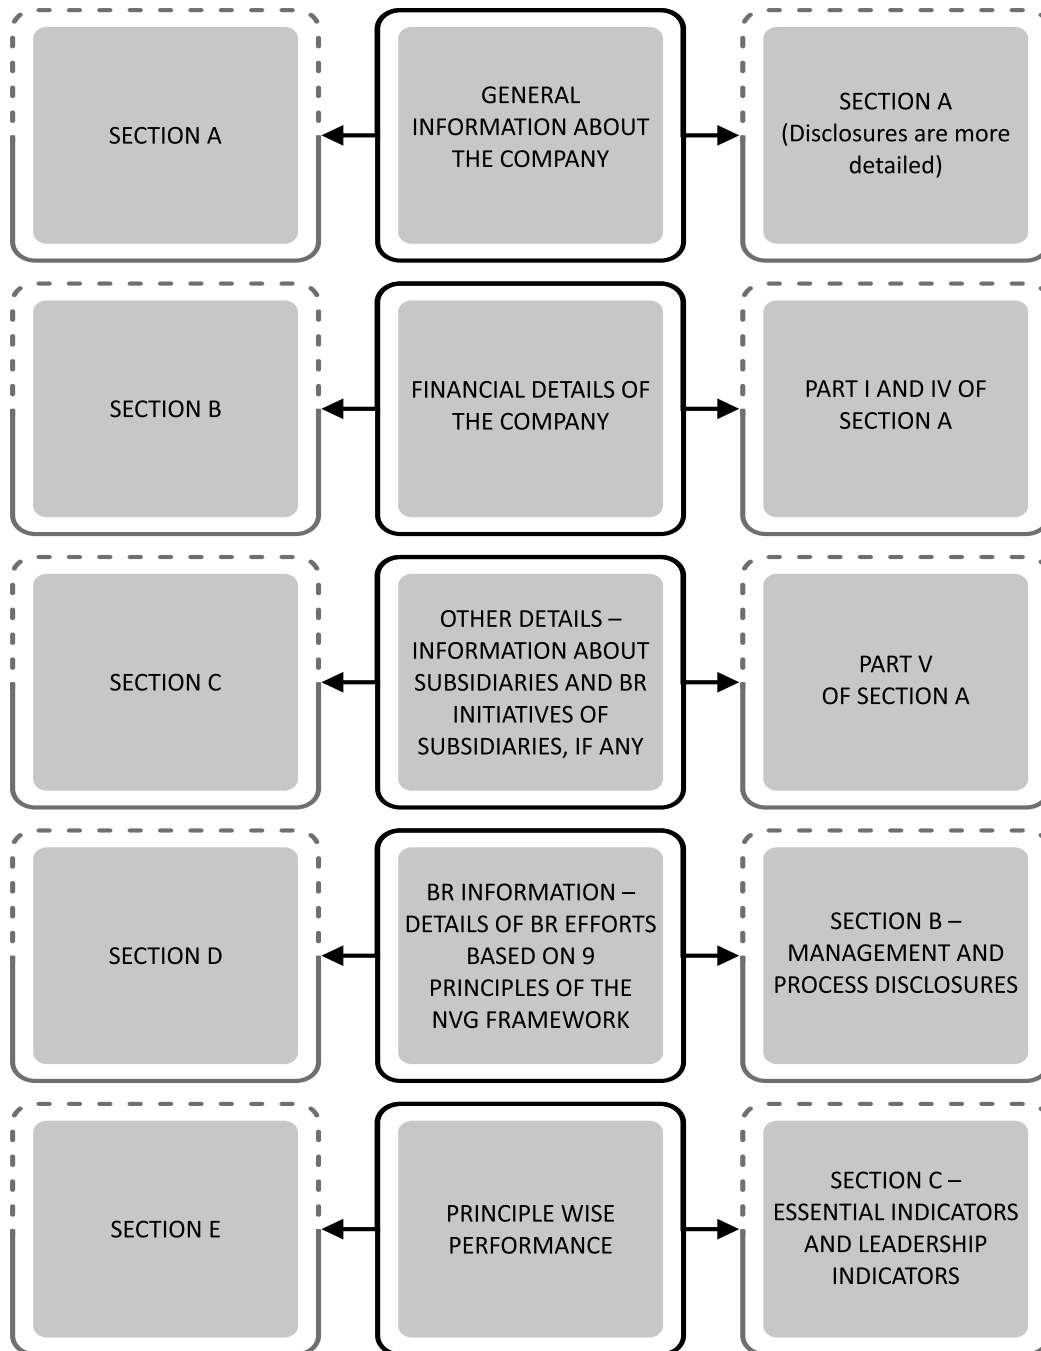 SECTION A
GENERAL
INFORMATION ABOUT
THE COMPANY
SECTION A
(Disclosures are more
detailed)
SECTION B
FINANCIAL DETAILS OF
THE COMPANY
PART I AND IV OF
SECTION A
SECTION C
OTHER DETAILS –
INFORMATION ABOUT
SUBSIDIARIES AND BR
INITIATIVES OF
SUBSIDIARIES, IF ANY
PART V
OF SECTION A
SECTION D
BR INFORMATION –
DETAILS OF BR EFFORTS
BASED ON 9
PRINCIPLES OF THE
NVG FRAMEWORK
SECTION B –
MANAGEMENT AND
PROCESS DISCLOSURES
SECTION E
PRINCIPLE WISE
PERFORMANCE
SECTION C –
ESSENTIAL INDICATORS
AND LEADERSHIP
INDICATORS